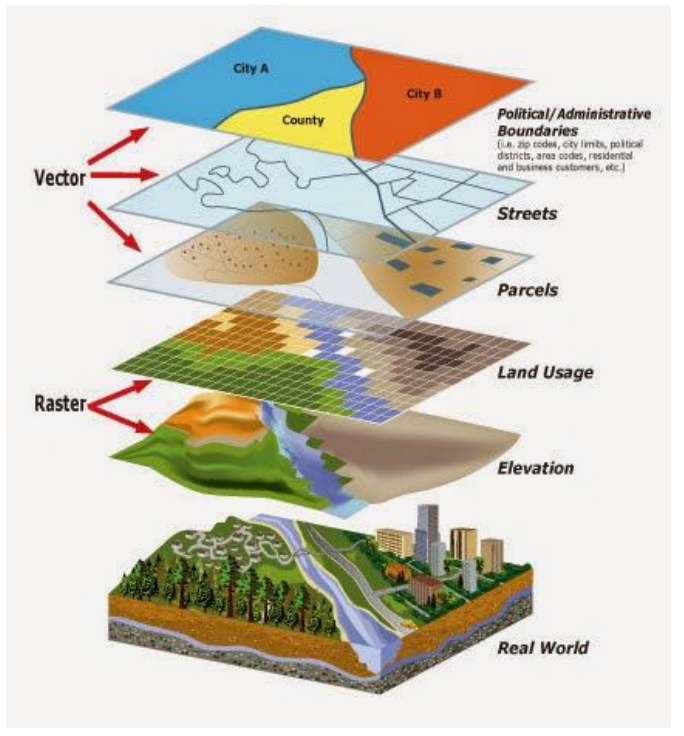 City A
City B
County
Political/Administrative
Boundaries
(i.e. zip codes, city limits, political
districts, area codes, residential
and business customers, etc.)
Vector
Streets
Parcels
Land Usage
Raster
Elevation
Real World